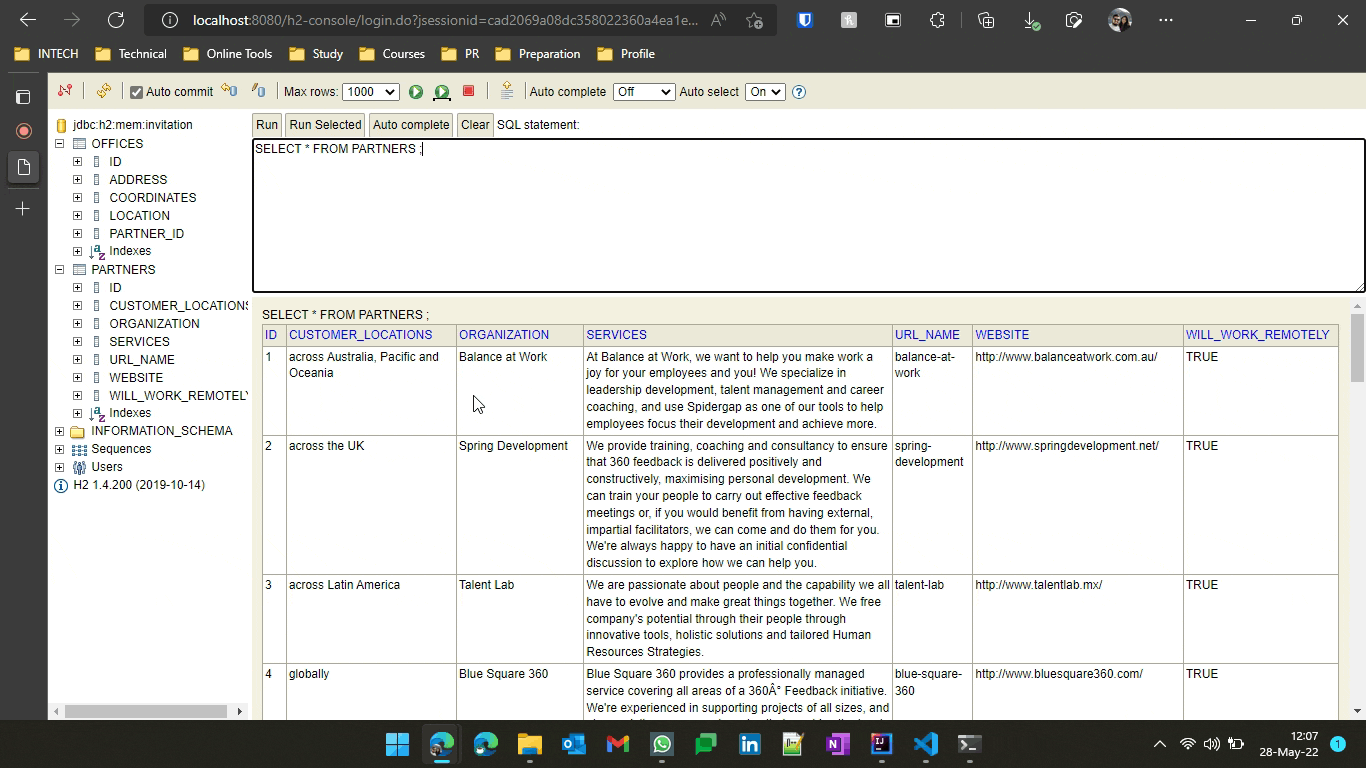 localhost:8080/h2-console/login.do?jsessionid=cad2069a08dc358022360a4ea1e...
INTECH Technical Online Tools Study Courses PR Preparation Profile
Auto commit Max rows: 1000 Auto complete Off Auto select On
jdbc:h2:mem:invitation
OFFICES
ID
ADDRESS
COORDINATES
LOCATION
PARTNER_ID
Indexes
PARTNERS
ID
CUSTOMER_LOCATIONS
ORGANIZATION
SERVICES
URL_NAME
WEBSITE
WILL_WORK_REMOTELY
Indexes
INFORMATION_SCHEMA
Sequences
Users
H2 1.4.200 (2019-10-14)
Run Run Selected Auto complete Clear SQL statement:
SELECT * FROM PARTNERS ;
SELECT * FROM PARTNERS ;
ID CUSTOMER_LOCATIONS ORGANIZATION SERVICES URL_NAME WEBSITE WILL_WORK_REMOTELY
1 across Australia, Pacific and Balance at Work At Balance at Work, we want to help you make work a balance-at- http://www.balanceatwork.com.au/ TRUE
Oceania joy for your employees and you! We specialize in work
leadership development, talent management and career
coaching, and use Spidergap as one of our tools to help
employees focus their development and achieve more.
2 across the UK Spring Development We provide training, coaching and consultancy to ensure spring- http://www.springdevelopment.net/ TRUE
that 360 feedback is delivered positively and development
constructively, maximising personal development. We
can train your people to carry out effective feedback
meetings or, if you would benefit from having external,
impartial facilitators, we can come and do them for you.
We're always happy to have an initial confidential
discussion to explore how we can help you.
3 across Latin America Talent Lab We are passionate about people and the capability we all talent-lab http://www.talentlab.mx/ TRUE
have to evolve and make great things together. We free
company's potential through their people through
innovative tools, holistic solutions and tailored Human
Resources Strategies.
4 globally Blue Square 360 Blue Square 360 provides a professionally managed blue-square- http://www.bluesquare360.com/ TRUE
service covering all areas of a 360Â° Feedback initiative. 360
We're experienced in supporting projects of all sizes, and
12:07
28-May-22 1